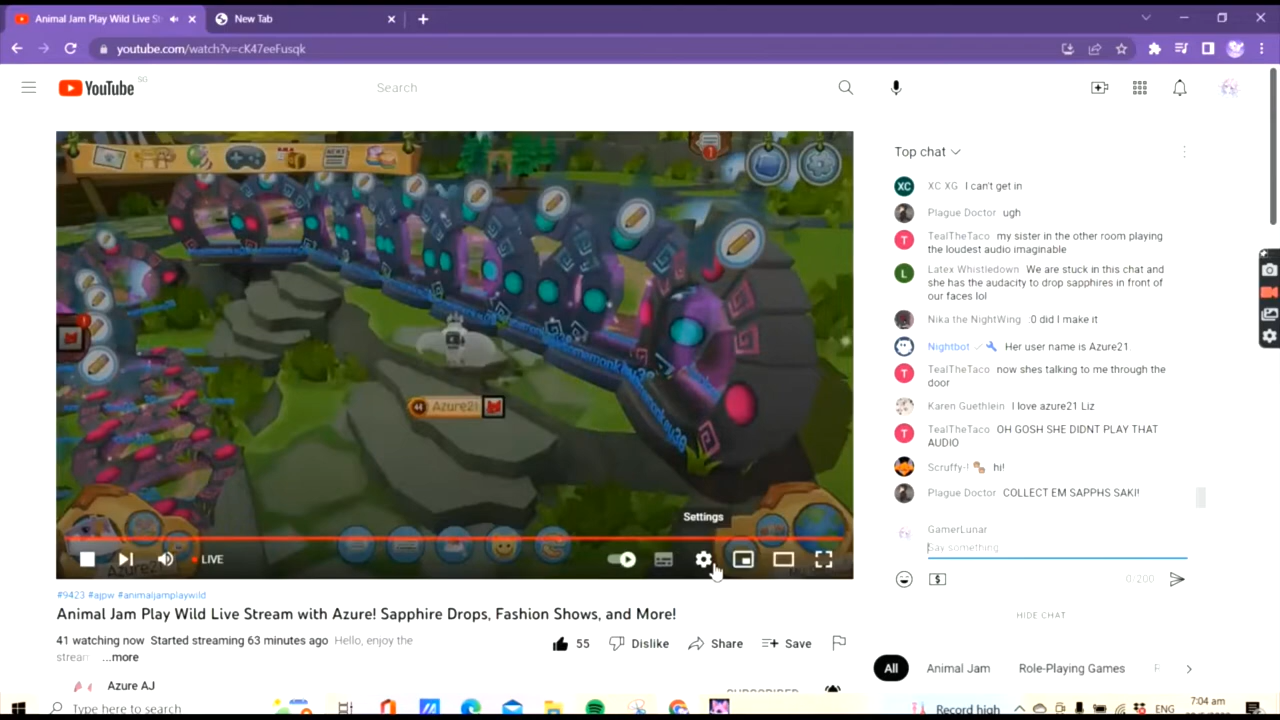 Animal Jam Play Wild Live St
New Tab
youtube.com/watch?v=cK47eeFusqk
YouTube SG
Search
NEWS
Azure21
Settings
LIVE
#9423 #ajpw #animaljamplaywild
Animal Jam Play Wild Live Stream with Azure! Sapphire Drops, Fashion Shows, and More!
41 watching now Started streaming 63 minutes ago Hello, enjoy the
stream ...more
55 Dislike Share Save
Azure AJ
SUBSCRIBED
Top chat
XC XC XG I can't get in
Plague Doctor ugh
T TealTheTaco my sister in the other room playing
the loudest audio imaginable
L Latex Whistledown We are stuck in this chat and
she has the audacity to drop sapphires in front of
our faces lol
Nika the NightWing :0 did I make it
Nightbot Her user name is Azure21.
T TealTheTaco now shes talking to me through the
door
Karen Guethlein I love azure21 Liz
T TealTheTaco OH GOSH SHE DIDNT PLAY THAT
AUDIO
Scruffy-! hi!
Plague Doctor COLLECT EM SAPPHS SAKI!
GamerLunar
Say something
0/200
HIDE CHAT
All Animal Jam Role-Playing Games
Type here to search
Record high
ENG
7:04 am